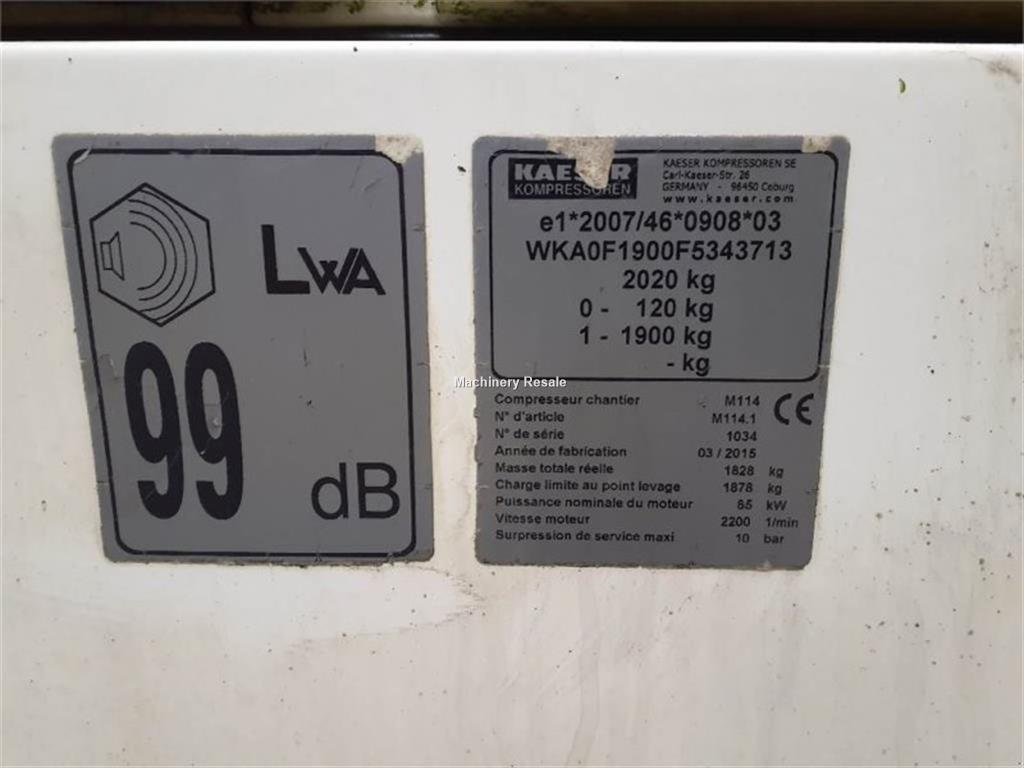 LWA
99
dB
KAESER
KOMPRESSOREN
KAESER KOMPRESSOREN SE
Carl-Kaeser-Str. 26
GERMANY - 96450 Coburg
www.kaeser.com
e1*2007/46*0908*03
WKA0F1900F5343713
2020 kg
0 - 120 kg
1 - 1900 kg
- kg
Machinery Resale
Compresseur chantier M114
CE
N° d'article M114.1
N° de série 1034
Année de fabrication 03 / 2015
Masse totale réelle 1828 kg
Charge limite au point levage 1878 kg
Puissance nominale du moteur 85 kW
Vitesse moteur 2200 1/min
Surpression de service maxi 10 bar